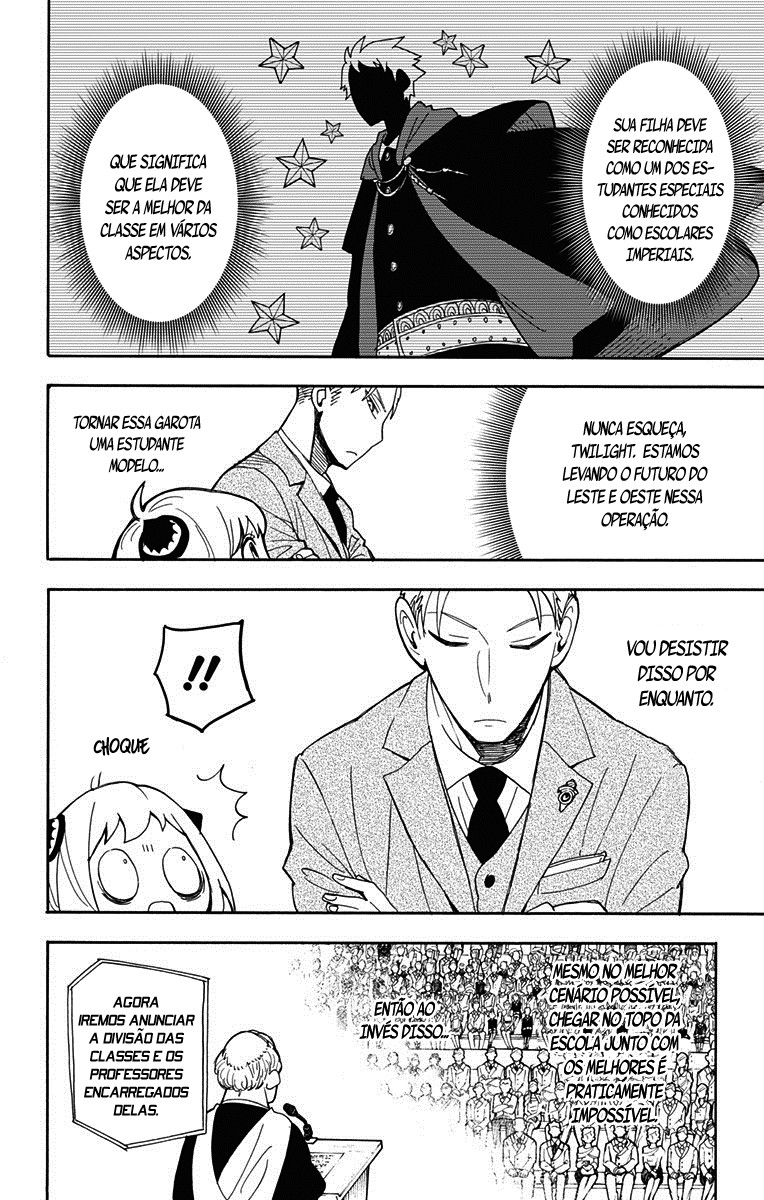 SUA FILHA DEVE
SER RECONHECIDA
COMO UM DOS ES-
TUDANTES ESPECIAIS
CONHECIDOS
COMO ESCOLARES
IMPERIAIS.
QUE SIGNIFICA
QUE ELA DEVE
SER A MELHOR DA
CLASSE EM VÁRIOS
ASPECTOS.
NUNCA ESQUEÇA,
TWILIGHT. ESTAMOS
LEVANDO O FUTURO DO
LESTE E OESTE NESSA
OPERAÇÃO.
TORNAR ESSA GAROTA
UMA ESTUDANTE
MODELO...
VOU DESISTIR
DISSO POR
ENQUANTO.
!!
CHOQUE
MESMO NO MELHOR
CENÁRIO POSSÍVEL,
CHEGAR NO TOPO DA
ESCOLA JUNTO COM
OS MELHORES É
PRATICAMENTE
IMPOSSÍVEL!
ENTÃO AO
INVÉS DISSO...
AGORA
IREMOS ANUNCIAR
A DIVISÃO DAS
CLASSES E OS
PROFESSORES
ENCARREGADOS
DELAS.